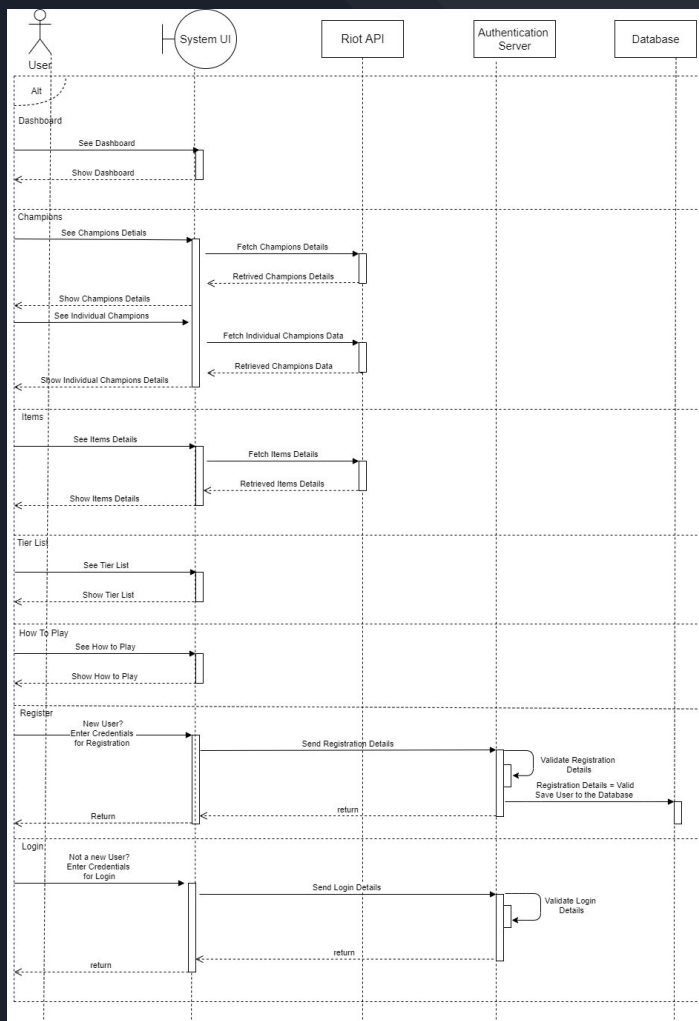 User
System UI
Riot API
Authentication
Server
Database
Alt
Dashboard
See Dashboard
Show Dashboard
Champions
See Champions Detials
Fetch Champions Details
Retrived Champions Details
Show Champions Details
See Individual Champions
Fetch Individual Champions Data
Retrieved Champions Data
Show Individual Champions Details
Items
See Items Details
Fetch Items Details
Retrieved Items Details
Show Items Details
Tier List
See Tier List
Show Tier List
How To Play
See How to Play
Show How to Play
Register
New User?
Enter Credentials
for Registration
Send Registration Details
Validate Registration
Details
Registration Details = Valid
Save User to the Database
return
Return
Login
Not a new User?
Enter Credentials
for Login
Send Login Details
Validate Login
Details
return
return